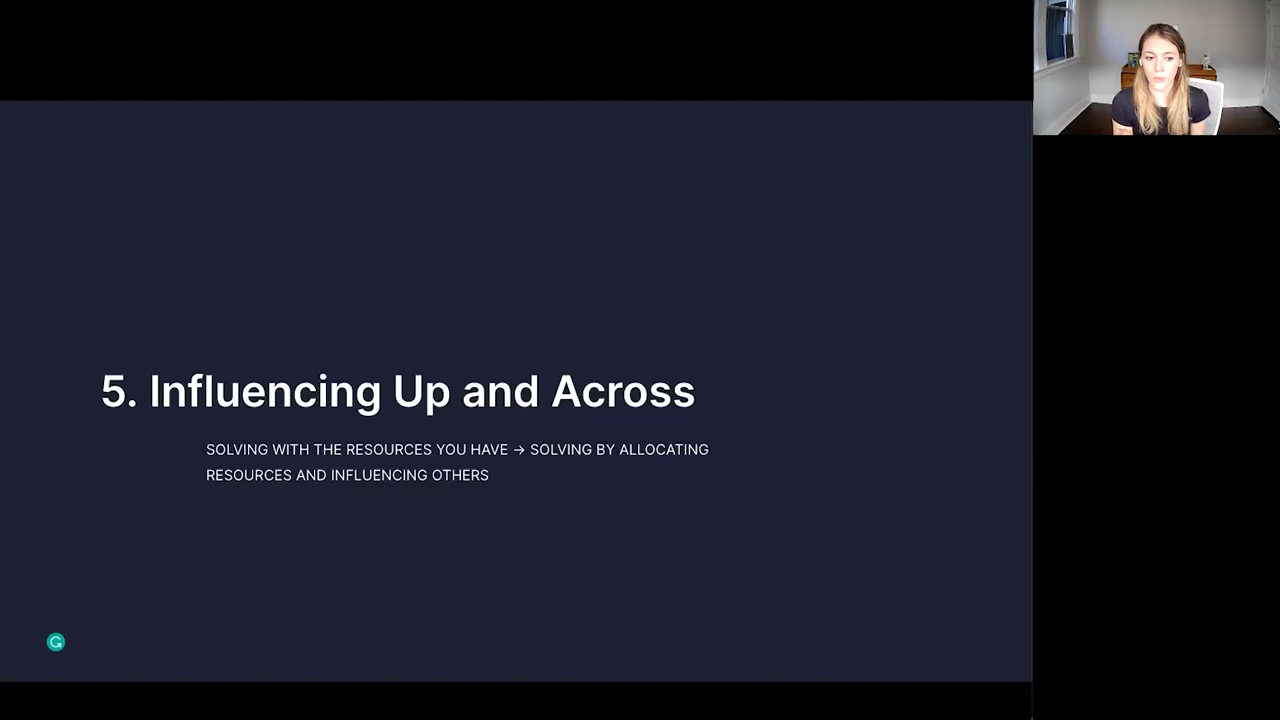 5. Influencing Up and Across
SOLVING WITH THE RESOURCES YOU HAVE → SOLVING BY ALLOCATING
RESOURCES AND INFLUENCING OTHERS